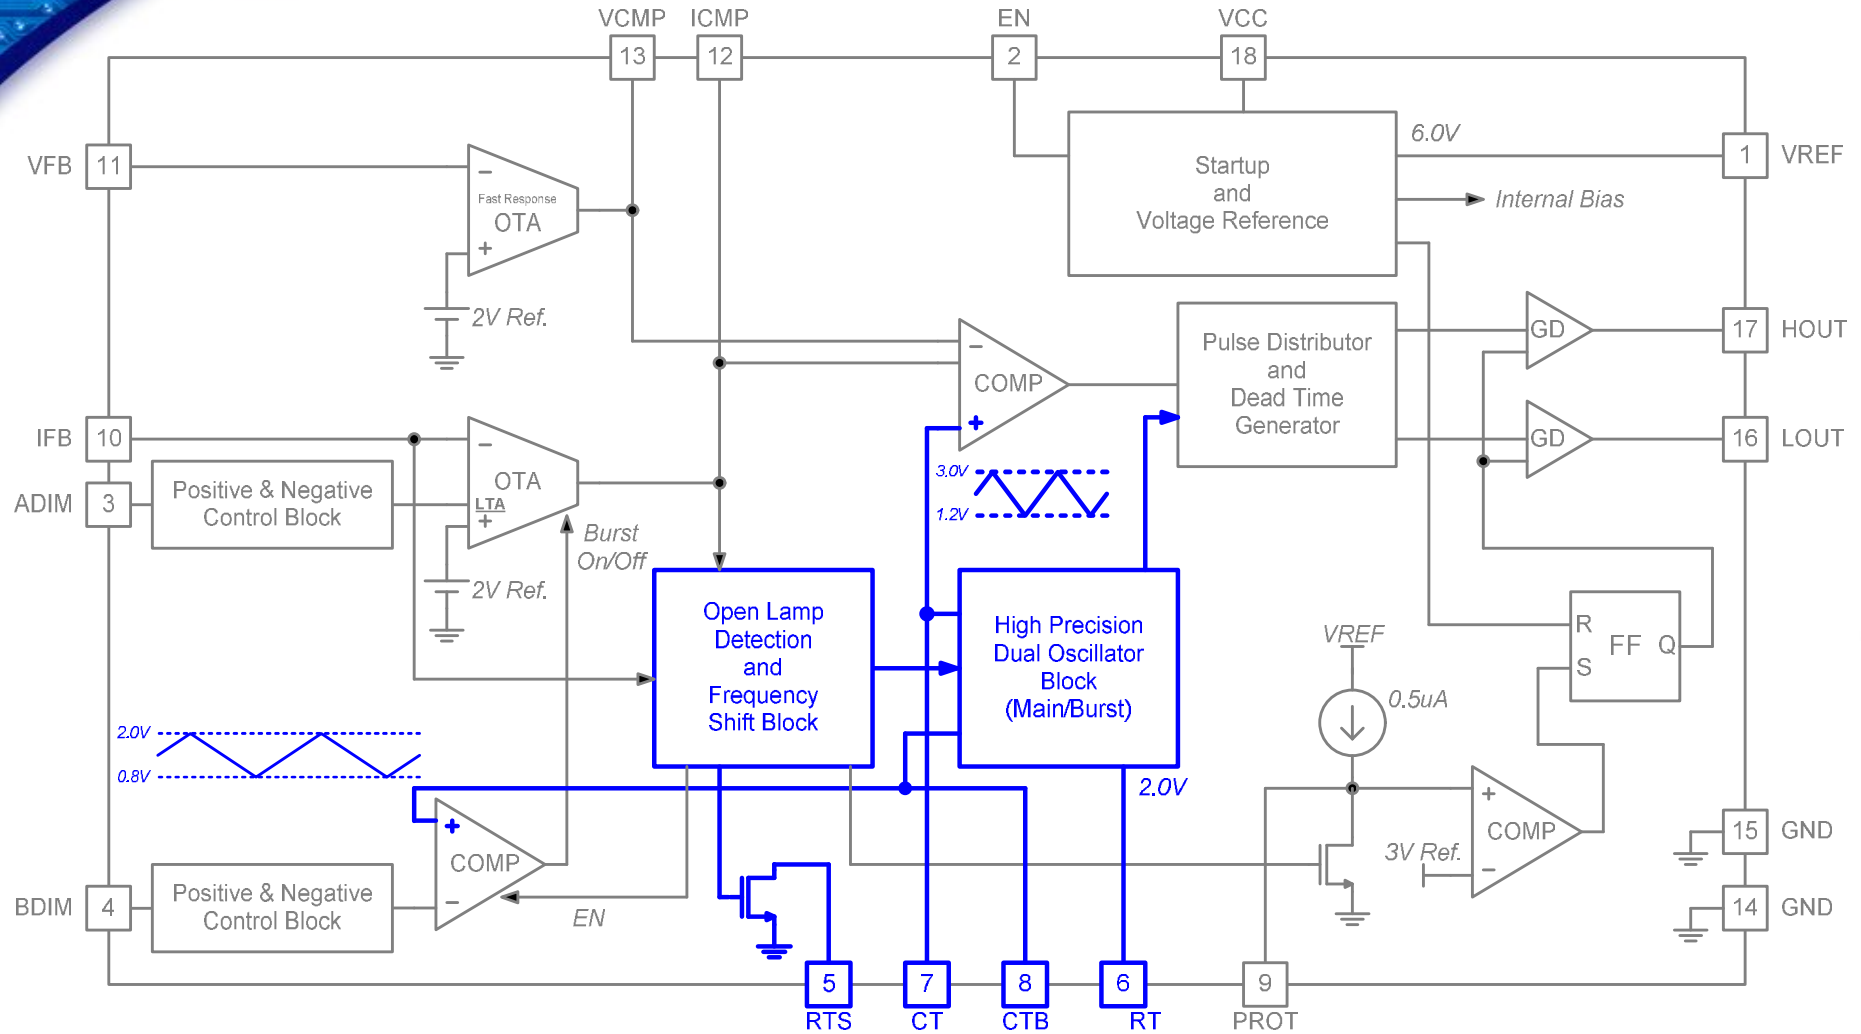 VCMP ICMP EN VCC
13 12 2 18
VFB 11
Fast Response
OTA
2V Ref.
Startup
and
Voltage Reference
6.0V
1 VREF
Internal Bias
Pulse Distributor
and
Dead Time
Generator
GD
17 HOUT
GD
16 LOUT
COMP
IFB 10
ADIM 3
Positive & Negative
Control Block
OTA
LTA
2V Ref.
Burst
On/Off
3.0V
1.2V
Open Lamp
Detection
and
Frequency
Shift Block
High Precision
Dual Oscillator
Block
(Main/Burst)
2.0V
VREF
0.5uA
R
FF Q
S
2.0V
0.8V
COMP
BDIM 4
Positive & Negative
Control Block
EN
3V Ref.
COMP
15 GND
14 GND
5 7 8 6 9
RTS CT CTB RT PROT